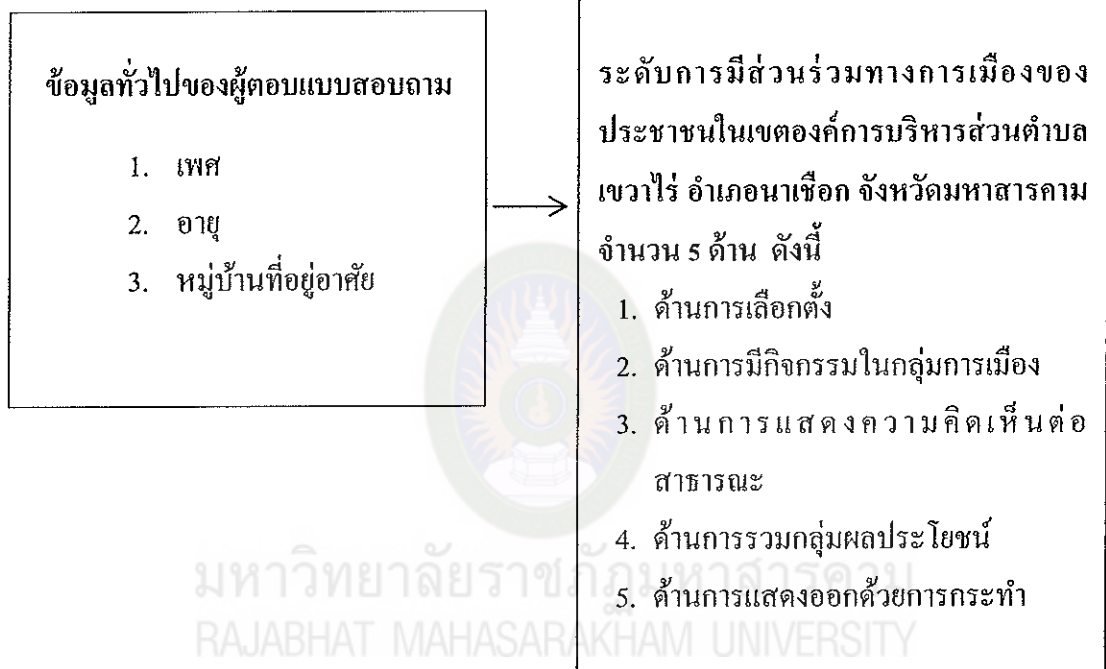 ข้อมูลทั่วไปของผู้ตอบแบบสอบถาม
1. เพศ
2. อายุ
3. หมู่บ้านที่อยู่อาศัย
ระดับการมีส่วนร่วมทางการเมืองของ
ประชาชนในเขตองค์การบริหารส่วนตำบล
เขวาไร่ อำเภอนาเชือก จังหวัดมหาสารคาม
จำนวน 5 ด้าน ดังนี้
1. ด้านการเลือกตั้ง
2. ด้านการมีกิจกรรมในกลุ่มการเมือง
3. ด้านการแสดงความคิดเห็นต่อ
สาธารณะ
4. ด้านการรวมกลุ่มผลประโยชน์
5. ด้านการแสดงออกด้วยการกระทำ
มหาวิทยาลัยราชภัฏมหาสารคาม
RAJABHAT MAHASARAKHAM UNIVERSITY